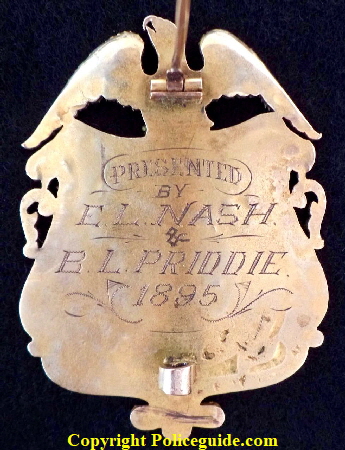 PRESENTED
BY
E.L. NASH.
&
B.L. PRIDDIE.
1895
Copyright Policeguide.com